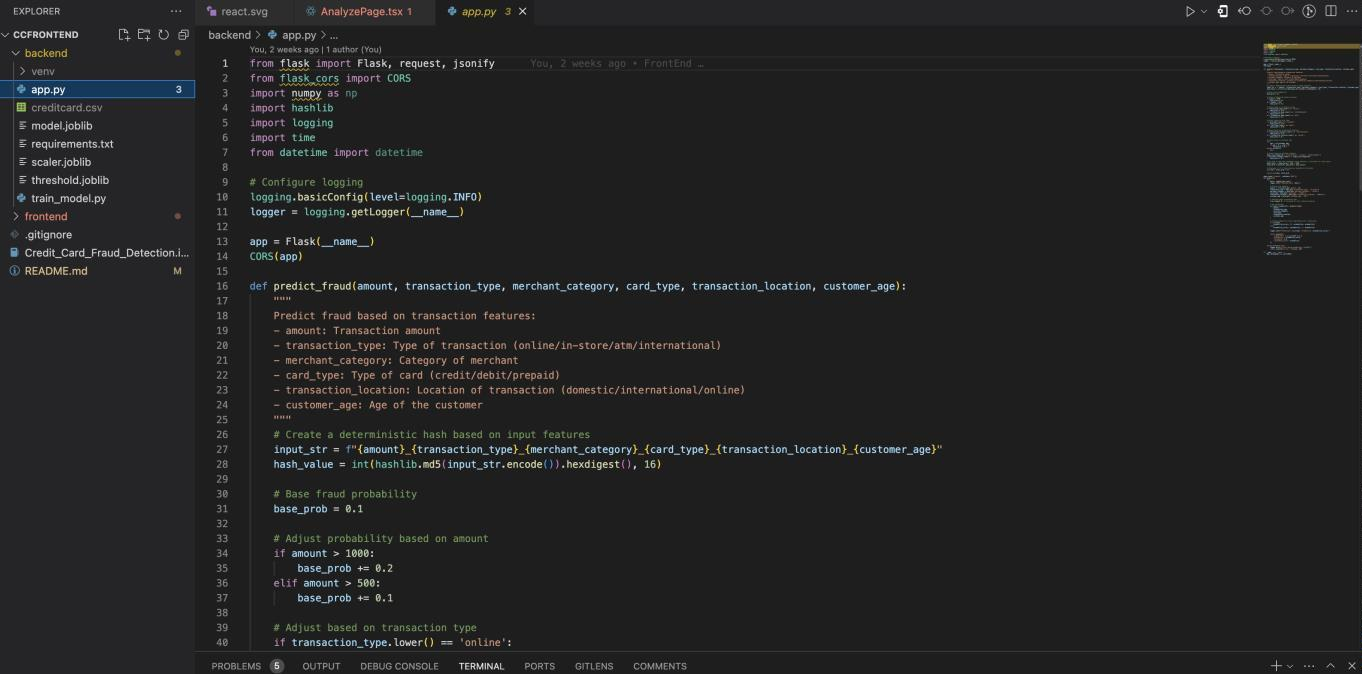 EXPLORER
···
CCFRONTEND
backend
venv
app.py
3
creditcard.csv
model.joblib
requirements.txt
scaler.joblib
threshold.joblib
train_model.py
frontend
.gitignore
Credit_Card_Fraud_Detection.i...
README.md
M
react.svg
AnalyzePage.tsx 1
app.py 3
backend > app.py > ...
You, 2 weeks ago | 1 author (You)
1 from flask import Flask, request, jsonify You, 2 weeks ago • FrontEnd …
2 from flask_cors import CORS
3 import numpy as np
4 import hashlib
5 import logging
6 import time
7 from datetime import datetime
8
9 # Configure logging
10 logging.basicConfig(level=logging.INFO)
11 logger = logging.getLogger(__name__)
12
13 app = Flask(__name__)
14 CORS(app)
15
16 def predict_fraud(amount, transaction_type, merchant_category, card_type, transaction_location, customer_age):
17     """
18     Predict fraud based on transaction features:
19     - amount: Transaction amount
20     - transaction_type: Type of transaction (online/in-store/atm/international)
21     - merchant_category: Category of merchant
22     - card_type: Type of card (credit/debit/prepaid)
23     - transaction_location: Location of transaction (domestic/international/online)
24     - customer_age: Age of the customer
25     """
26     # Create a deterministic hash based on input features
27     input_str = f"{amount}_{transaction_type}_{merchant_category}_{card_type}_{transaction_location}_{customer_age}"
28     hash_value = int(hashlib.md5(input_str.encode()).hexdigest(), 16)
29
30     # Base fraud probability
31     base_prob = 0.1
32
33     # Adjust probability based on amount
34     if amount > 1000:
35         base_prob += 0.2
36     elif amount > 500:
37         base_prob += 0.1
38
39     # Adjust based on transaction type
40     if transaction_type.lower() == 'online':
PROBLEMS 5 OUTPUT DEBUG CONSOLE TERMINAL PORTS GITLENS COMMENTS